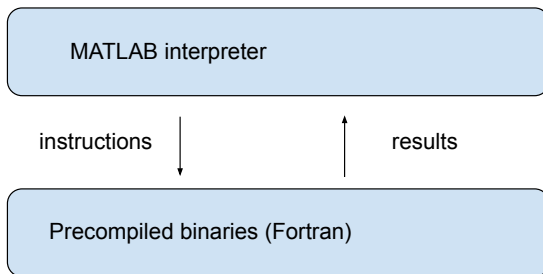 MATLAB interpreter
instructions
results
Precompiled binaries (Fortran)